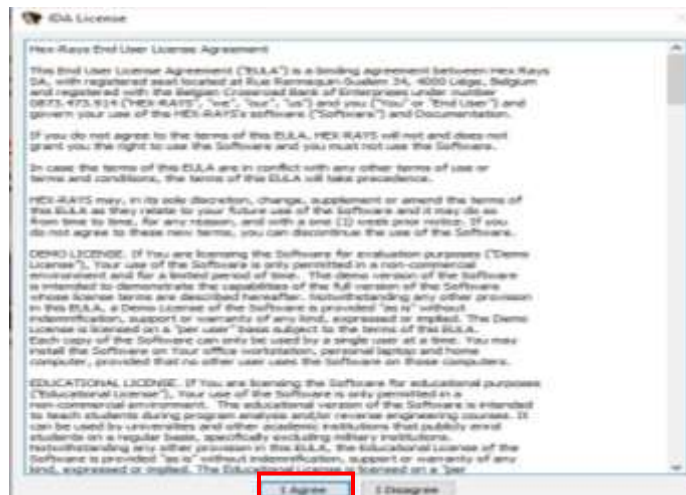 IDA License
Hex-Rays End User License Agreement
This End User License Agreement ("EULA") is a binding agreement between Hex Rays
SA, with registered seat located at Rue Rennequin-Sualem 34, 4000 Liège, Belgium
and registered with the Belgian Crossroad Bank of Enterprises under number
0873.473.914 ("HEX-RAYS", "we", "our", "us") and you ("You" or "End User") and
govern your use of the HEX-RAYS's software ("Software") and Documentation.
If you do not agree to the terms of this EULA, HEX-RAYS will not and does not
grant you the right to use the Software and you must not use the Software.
In case the terms of this EULA are in conflict with any other terms of use or
terms and conditions, the terms of this EULA will take precedence.
HEX-RAYS may, in its sole discretion, change, supplement or amend the terms of
this EULA as they relate to your future use of the Software and it may do so
from time to time, for any reason, and with a one (1) week prior notice. If you
do not agree to these new terms, you can discontinue the use of the Software.
DEMO LICENSE. If You are licensing the Software for evaluation purposes ("Demo
License"), Your use of the Software is only permitted in a non-commercial
environment and for a limited period of time. The demo version of the Software
is intended to demonstrate the capabilities of the full version of the Software
whose license terms are described hereafter. Notwithstanding any other provision
in this EULA, a Demo License of the Software is provided "as is" without
indemnification, support or warranty of any kind, expressed or implied. The Demo
License is licensed on a "per user" basis subject to the terms of this EULA.
Each copy of the Software can only be used by a single user at a time. You may
install the Software on Your office workstation, personal laptop and home
computer, provided that no other user uses the Software on those computers.
EDUCATIONAL LICENSE. If You are licensing the Software for educational purposes
("Educational License"), Your use of the Software is only permitted in a
non-commercial environment. The educational version of the Software is intended
to teach students during program analysis and/or reverse engineering courses. It
can be used by universities and other academic institutions that publicly enrol
students on a regular basis, specifically excluding military institutions.
Notwithstanding any other provision in this EULA, the Educational License of the
Software is provided "as is" without indemnification, support or warranty of any
kind, expressed or implied. The Educational License is licensed on a "per
I Agree
I Disagree